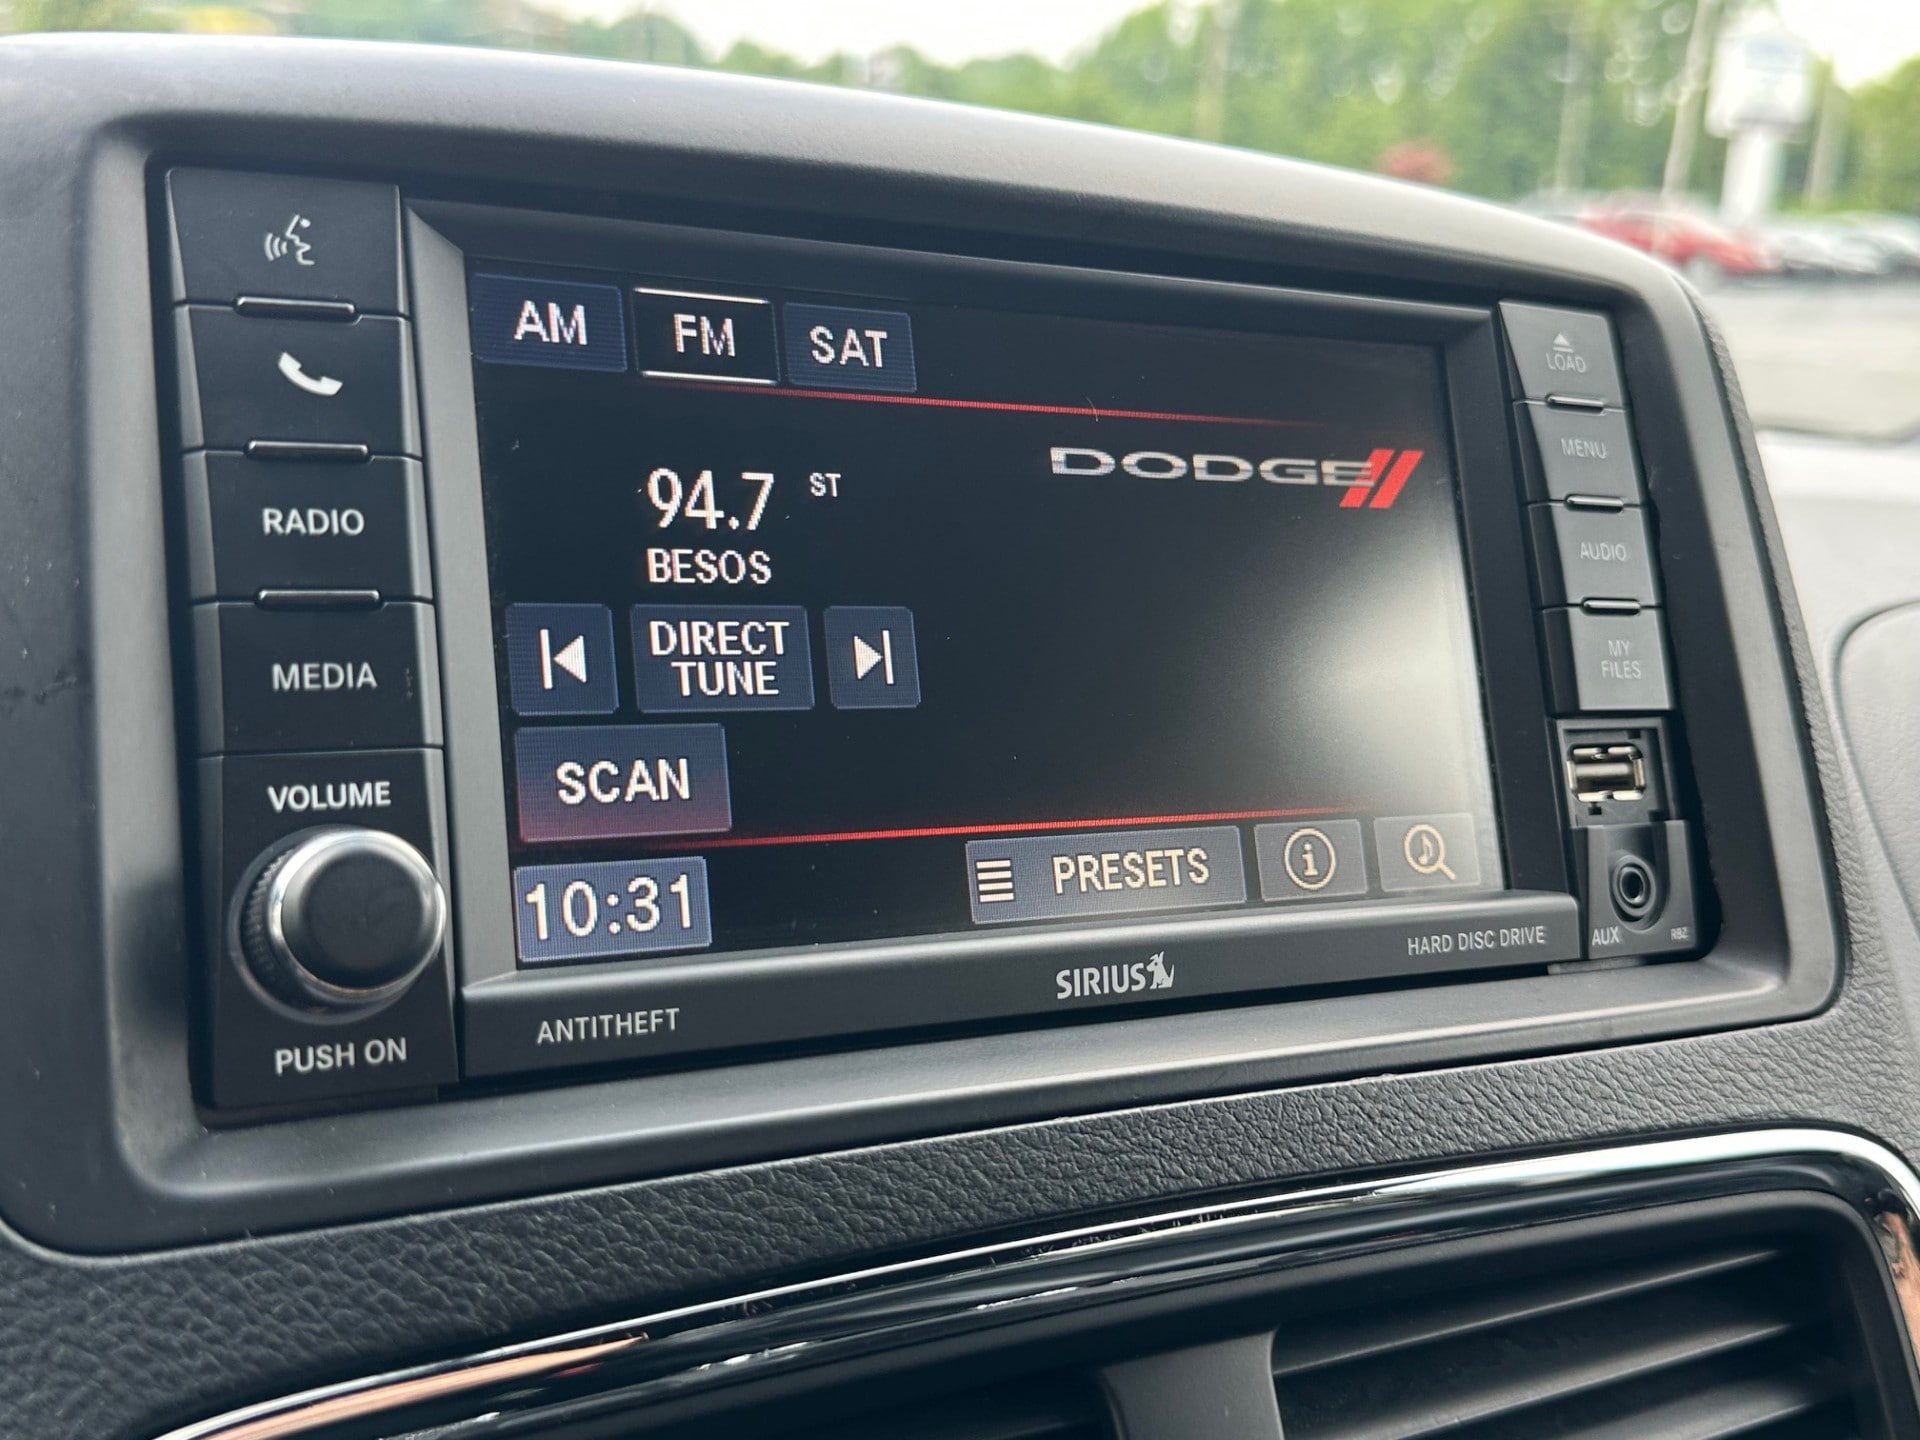 AM
FM
SAT
RADIO
MEDIA
VOLUME
PUSH ON
94.7 ST
BESOS
DODGE
DIRECT
TUNE
SCAN
10:31
PRESETS
i
ANTITHEFT
SIRIUS
HARD DISC DRIVE
LOAD
MENU
AUDIO
MY
FILES
AUX
RBZ